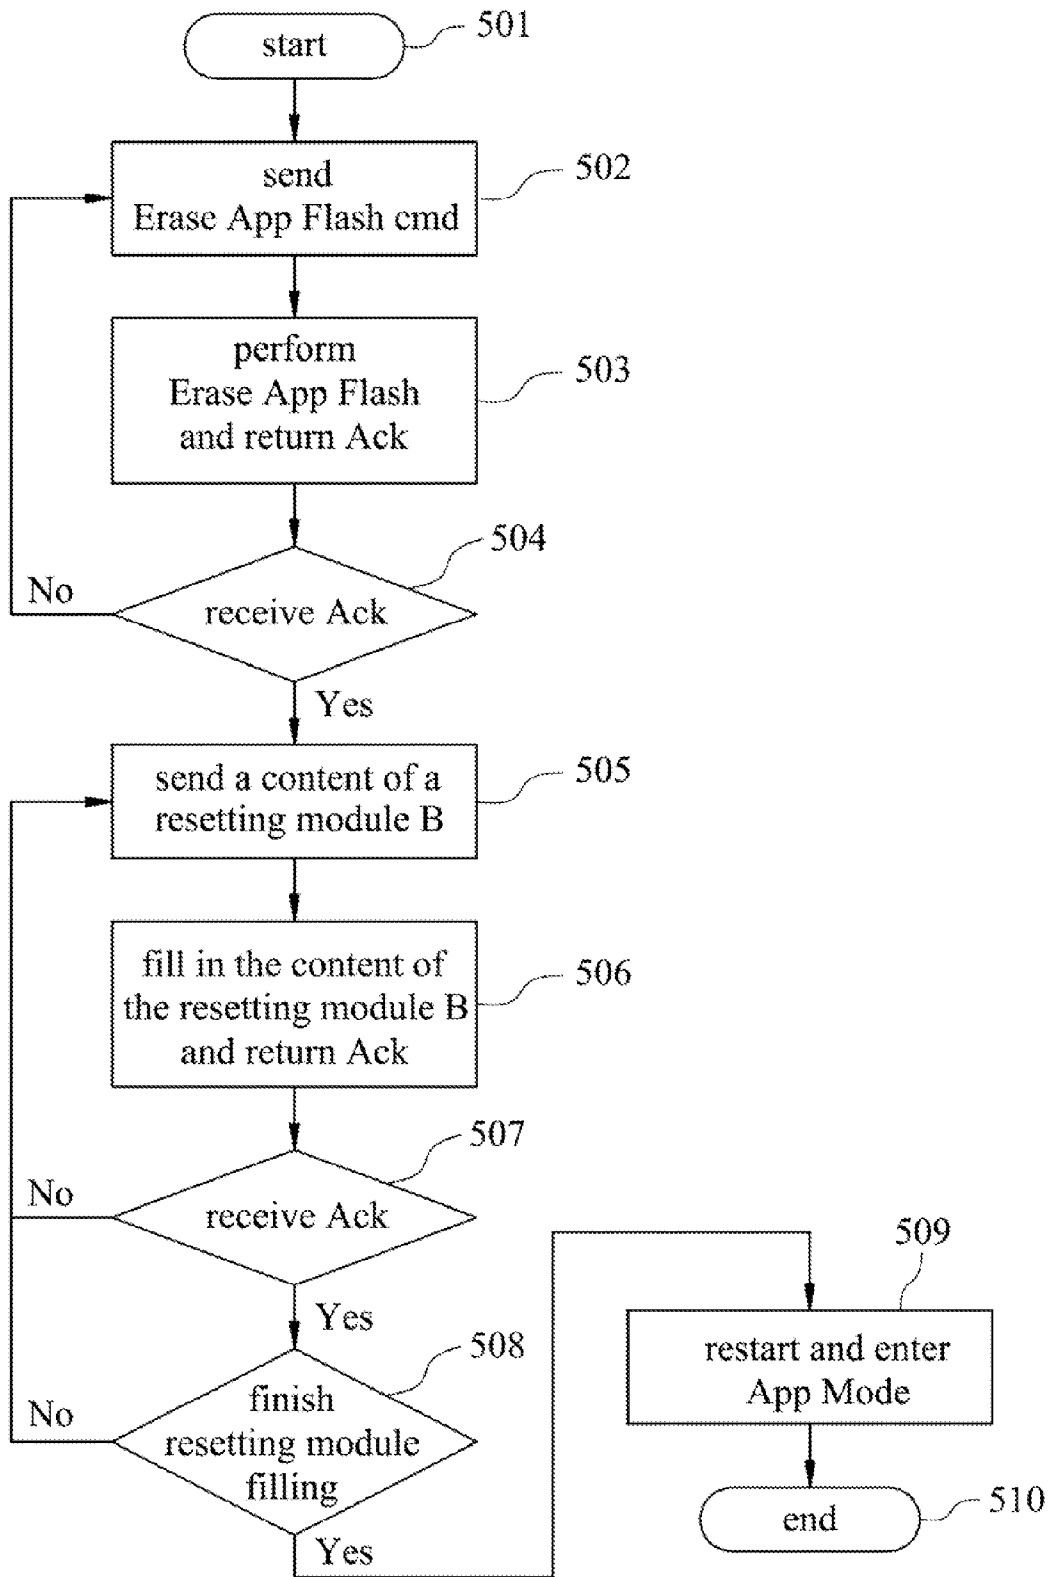 start
501
send
Erase App Flash cmd
502
perform
Erase App Flash
and return Ack
503
receive Ack
504
No
Yes
send a content of a
resetting module B
505
fill in the content of
the resetting module B
and return Ack
506
receive Ack
507
No
Yes
finish
resetting module
filling
508
No
Yes
restart and enter
App Mode
509
end
510